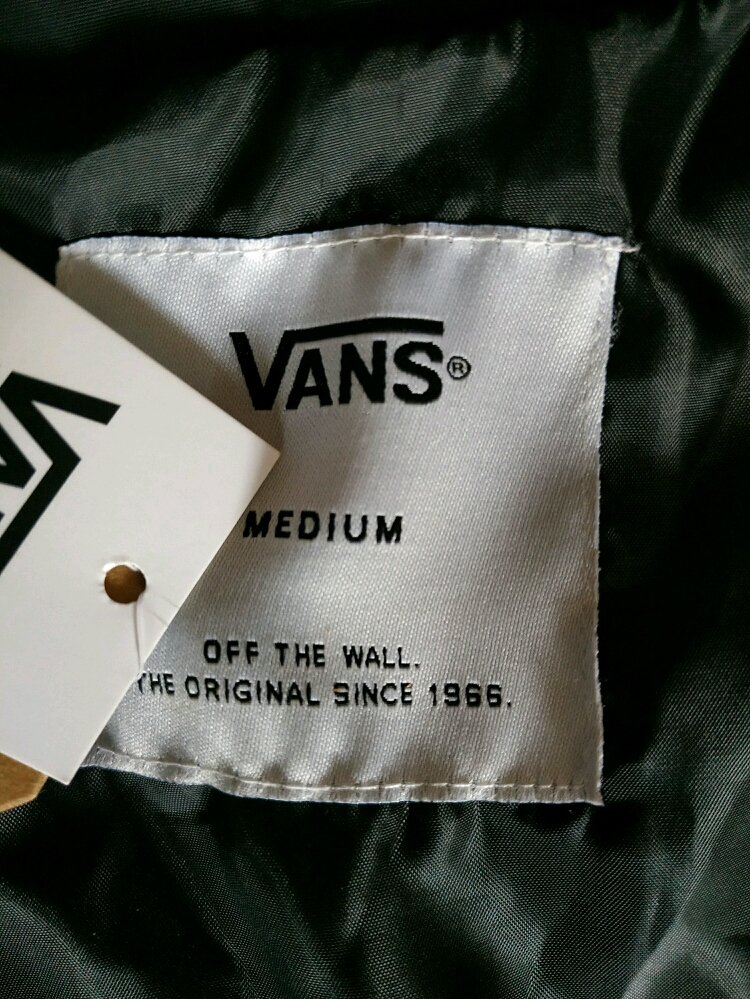 VANS®
MEDIUM
OFF THE WALL.
THE ORIGINAL SINCE 1966.